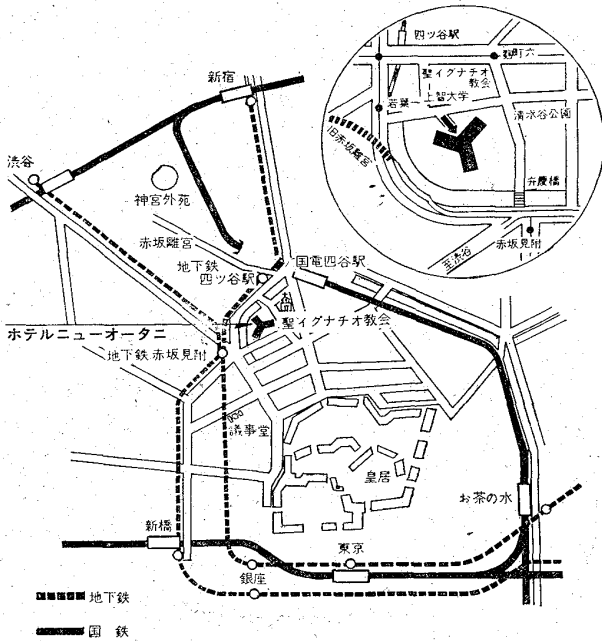 四ツ谷駅
麹町六
聖イグナチオ
教会
若葉一
上智大学
清水谷公園
旧赤坂離宮
弁慶橋
赤坂見附
至渋谷
新宿
渋谷
神宮外苑
赤坂離宮
地下鉄
四ツ谷駅
国電四谷駅
聖イグナチオ教会
ホテルニューオータニ
地下鉄 赤坂見附
議事堂
皇居
お茶の水
新橋
東京
銀座
地下鉄
国 鉄